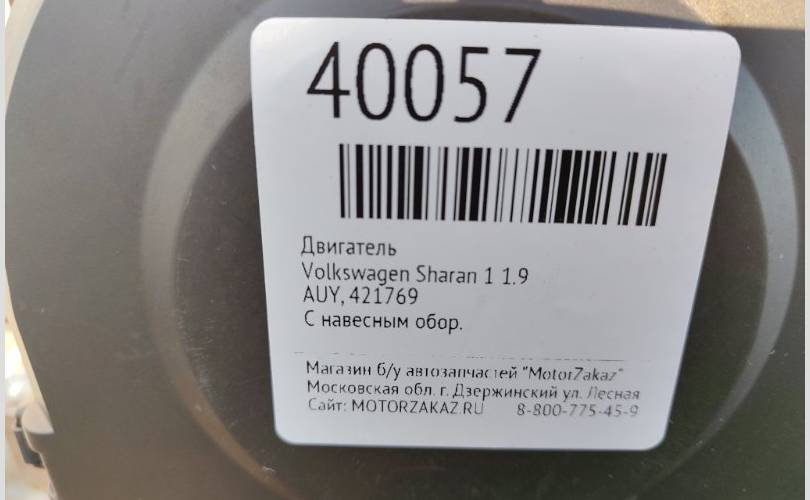 40057
Двигатель
Volkswagen Sharan 1 1.9
AUY, 421769
С навесным обор.
Магазин б/у автозапчастей "MotorZakaz"
Московская обл. г. Дзержинский ул. Лесная
Сайт: MOTORZAKAZ.RU 8-800-775-45-9